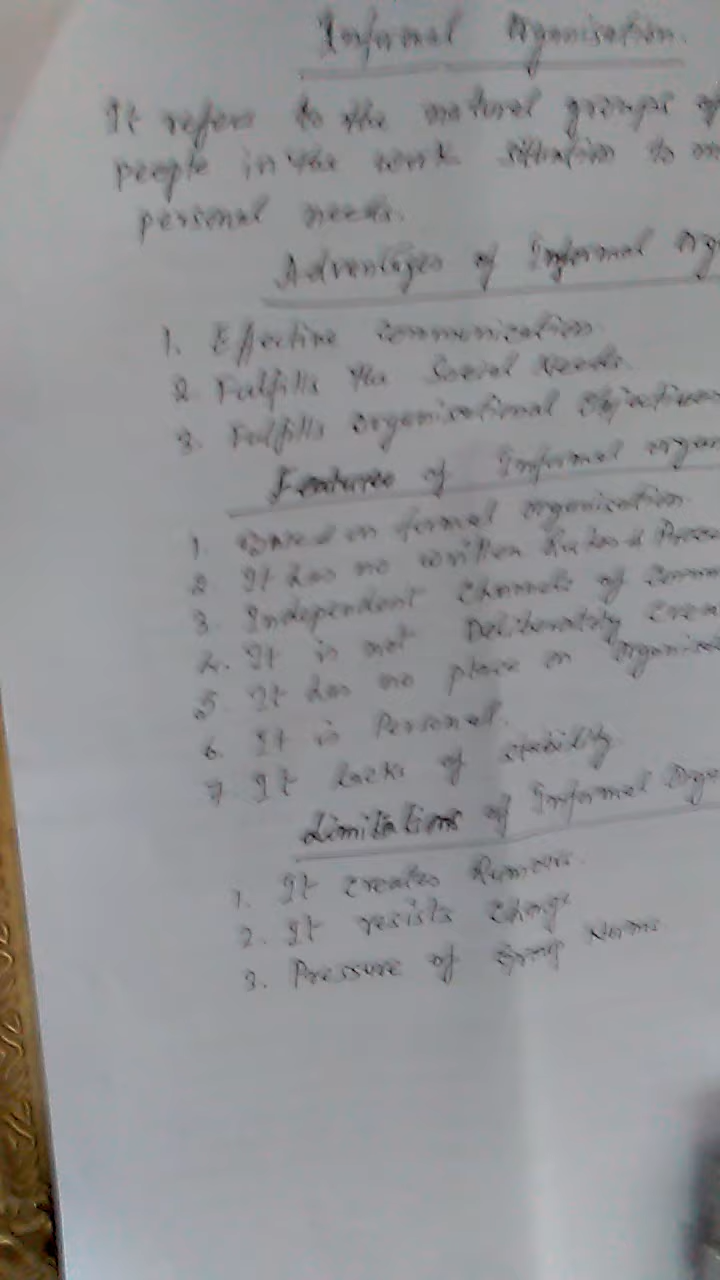 Informal Organisation.
It refers to the natural groups of
people in the work situation to
personal needs.
Advantages of Informal
1. Effective communication
2. Fulfills the Social Needs.
3. Fulfills Organisational Objectives
Features of Informal
1. Based on formal organisation.
2. It has no written Rules &
3. Independent Channels of
4. It is not Deliberately
5. It has no place on
6. It is Personal.
7. It lacks of stability
Limitations of Informal
1. It creates Rumours.
2. It resists change
3. Pressure of Group Norms